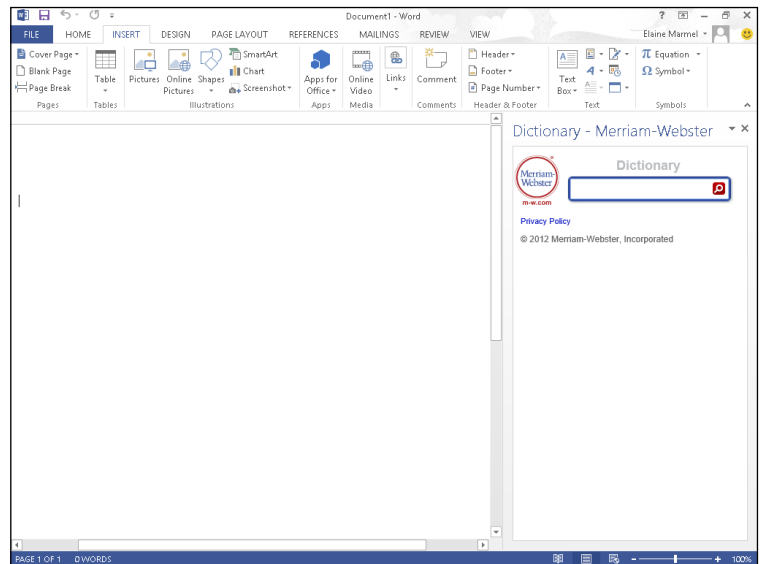 Document1 - Word
FILE HOME INSERT DESIGN PAGE LAYOUT REFERENCES MAILINGS REVIEW VIEW Elaine Marmel
Cover Page
Blank Page
Page Break
Pages
Table
Tables
Pictures
Online Pictures
Shapes
SmartArt
Chart
Screenshot
Illustrations
Apps for Office
Apps
Online Video
Media
Links
Comment
Comments
Header
Footer
Page Number
Header & Footer
Text Box
Text
π Equation
Ω Symbol
Symbols
Dictionary - Merriam-Webster
Merriam-
Webster
m-w.com
Dictionary
Privacy Policy
© 2012 Merriam-Webster, Incorporated
PAGE 1 OF 1 0 WORDS 100%